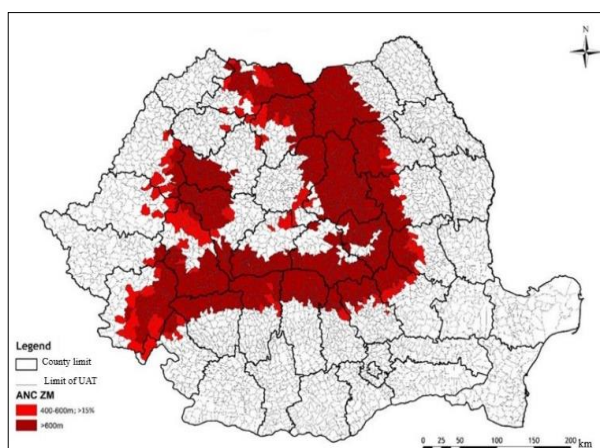 N
Legend
County limit
Limit of UAT
ANC ZM
400-600m; >15%
>600m
0 25 50 100 150 200 km